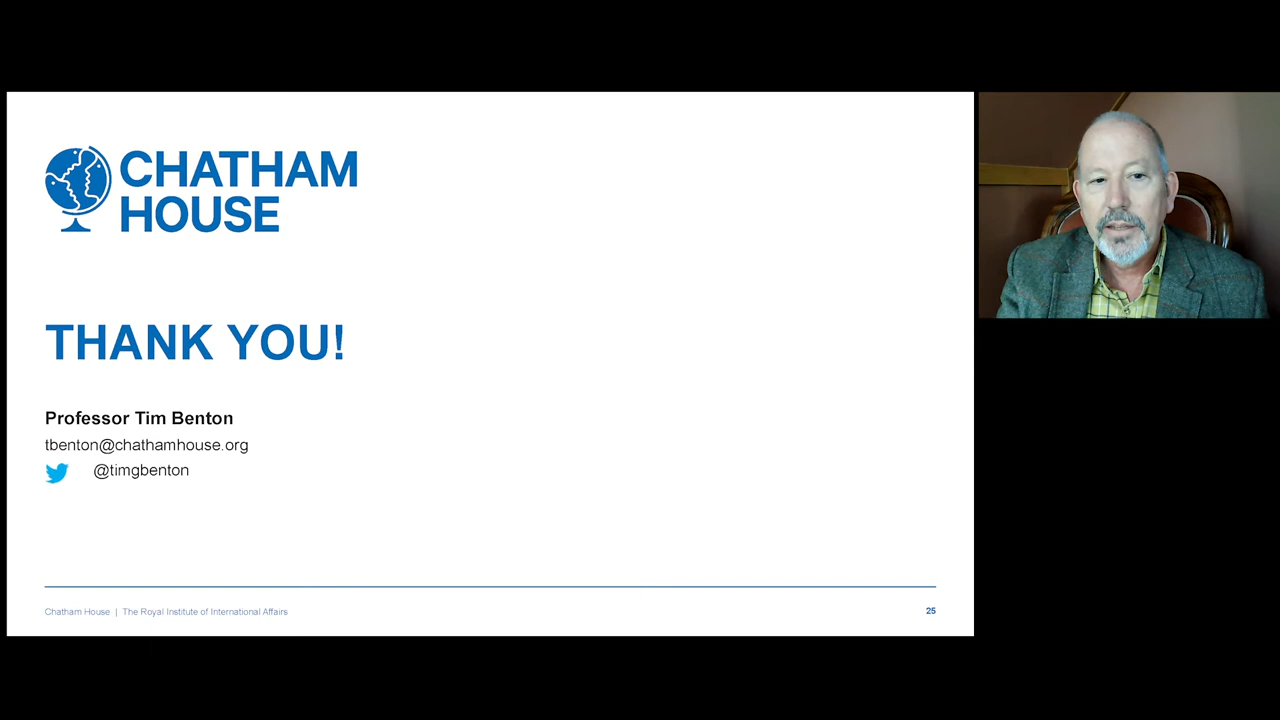 CHATHAM
HOUSE
THANK YOU!
Professor Tim Benton
tbenton@chathamhouse.org
@timgbenton
Chatham House | The Royal Institute of International Affairs
25